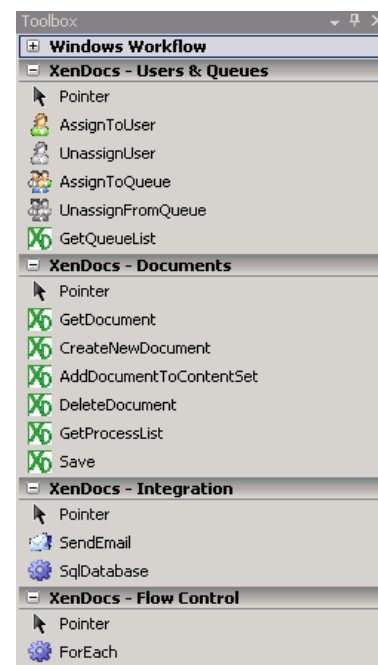 Toolbox
Windows Workflow
XenDocs - Users & Queues
Pointer
AssignToUser
UnassignUser
AssignToQueue
UnassignFromQueue
GetQueueList
XenDocs - Documents
Pointer
GetDocument
CreateNewDocument
AddDocumentToContentSet
DeleteDocument
GetProcessList
Save
XenDocs - Integration
Pointer
SendEmail
SqlDatabase
XenDocs - Flow Control
Pointer
ForEach